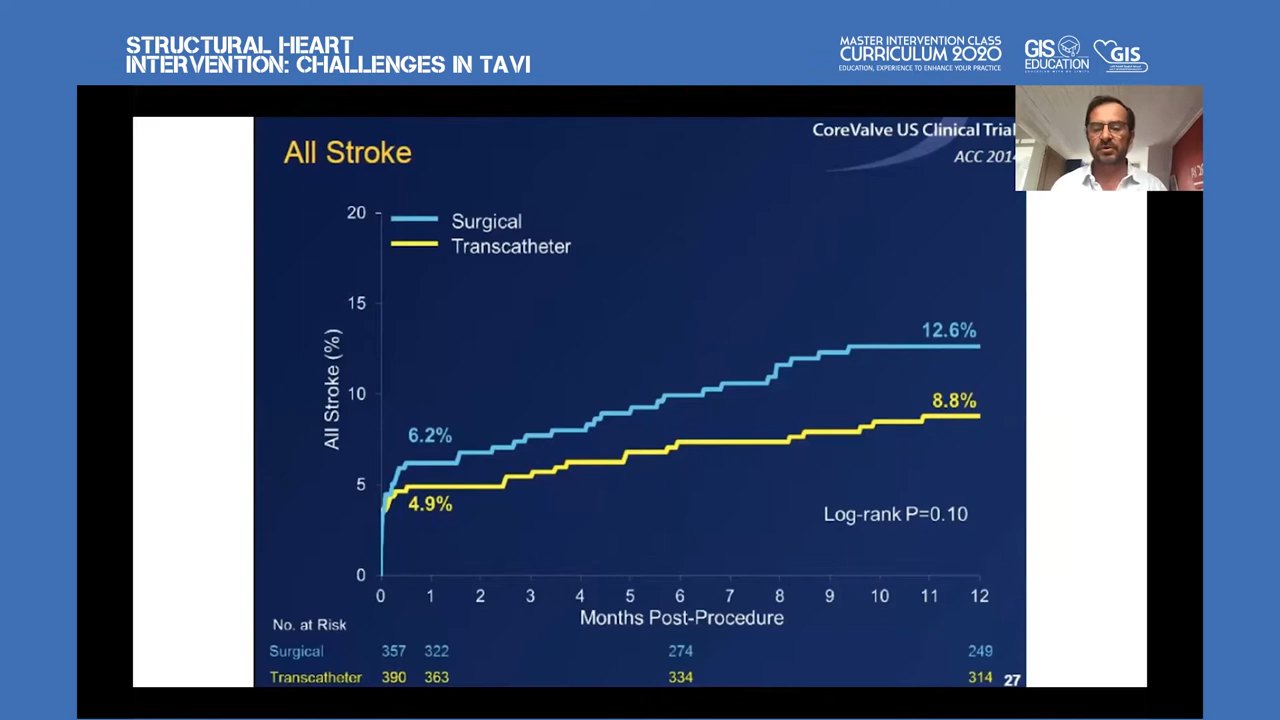 STRUCTURAL HEART
INTERVENTION: CHALLENGES IN TAVI
MASTER INTERVENTION CLASS
CURRICULUM 2020
EDUCATION, EXPERIENCE TO ENHANCE YOUR PRACTICE
GIS
EDUCATION
GIS
All Stroke
CoreValve US Clinical Trial
ACC 2014
20
15
10
5
0
All Stroke (%)
Surgical
Transcatheter
12.6%
8.8%
6.2%
4.9%
Log-rank P=0.10
0 1 2 3 4 5 6 7 8 9 10 11 12
Months Post-Procedure
No. at Risk
Surgical 357 322 274 249
Transcatheter 390 363 334 314
27